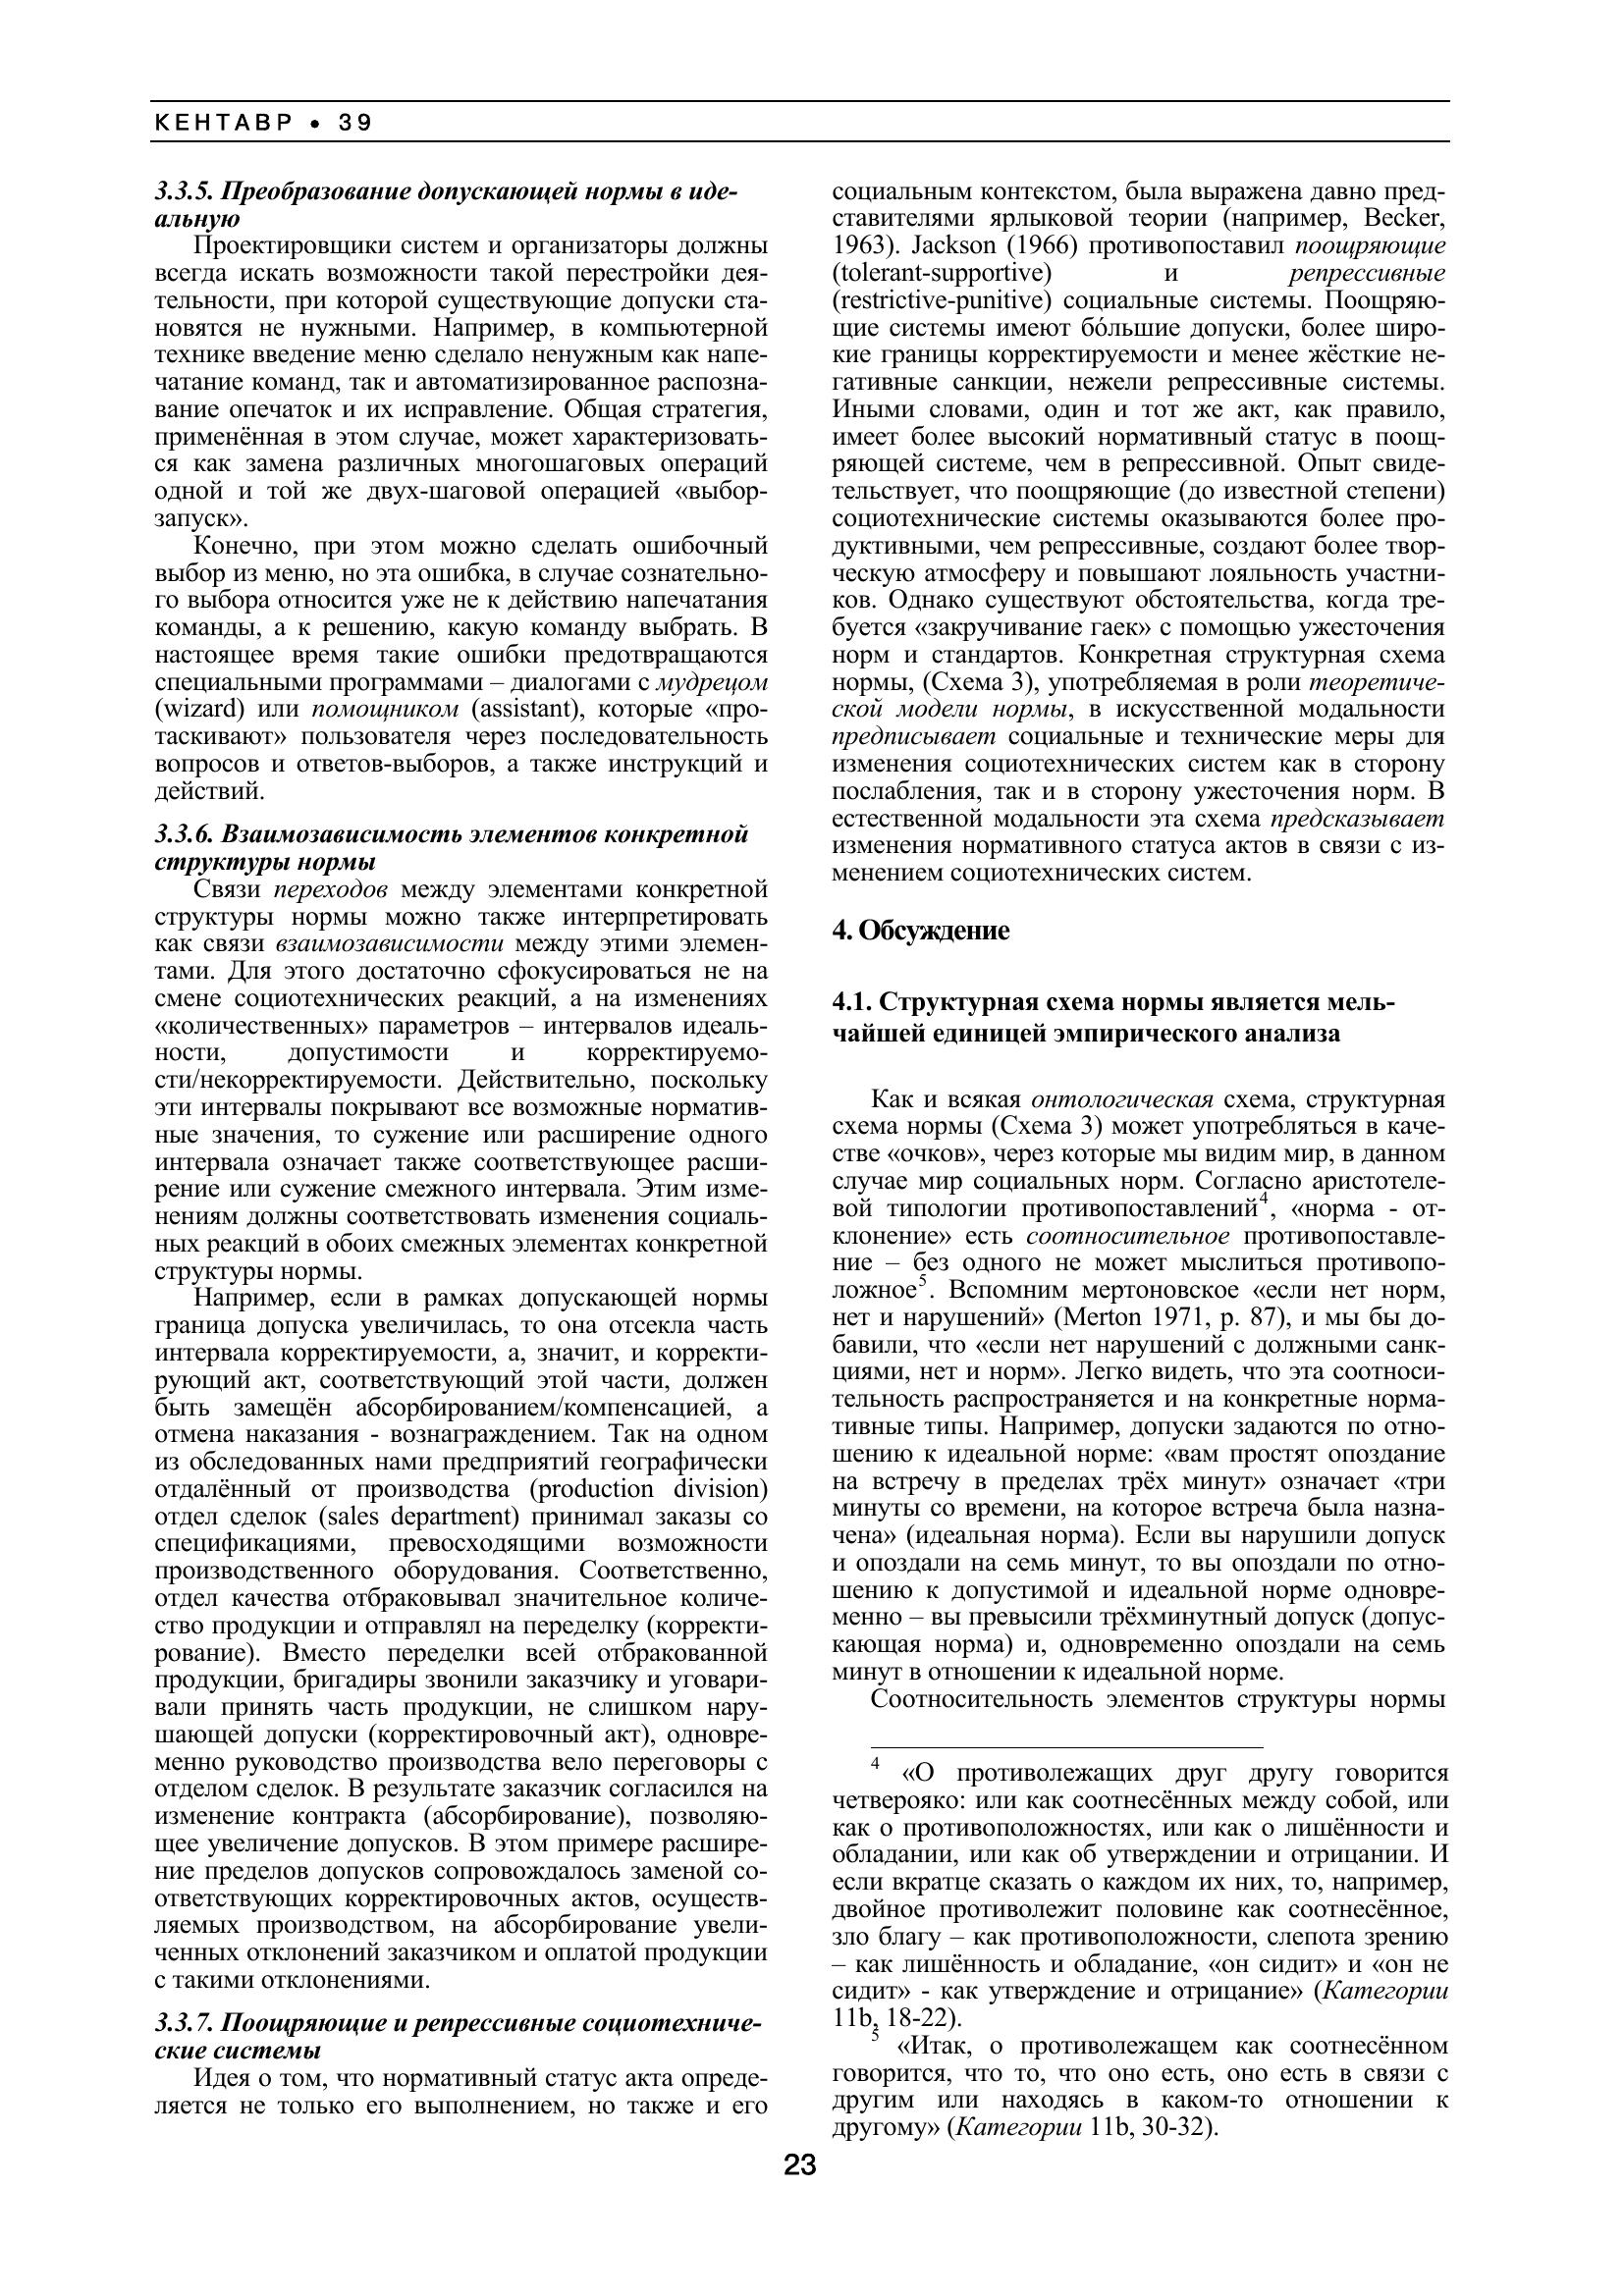 КЕНТАВР • 39
3.3.5. Преобразование допускающей нормы в иде-
альную
Проектировщики систем и организаторы должны
всегда искать возможности такой перестройки дея-
тельности, при которой существующие допуски ста-
новятся не нужными. Например, в компьютерной
технике введение меню сделало ненужным как напе-
чатание команд, так и автоматизированное распозна-
вание опечаток и их исправление. Общая стратегия,
применённая в этом случае, может характеризовать-
ся как замена различных многошаговых операций
одной и той же двух-шаговой операцией «выбор-
запуск».
Конечно, при этом можно сделать ошибочный
выбор из меню, но эта ошибка, в случае сознательно-
го выбора относится уже не к действию напечатания
команды, а к решению, какую команду выбрать. В
настоящее время такие ошибки предотвращаются
специальными программами – диалогами с мудрецом
(wizard) или помощником (assistant), которые «про-
таскивают» пользователя через последовательность
вопросов и ответов-выборов, а также инструкций и
действий.
3.3.6. Взаимозависимость элементов конкретной
структуры нормы
Связи переходов между элементами конкретной
структуры нормы можно также интерпретировать
как связи взаимозависимости между этими элемен-
тами. Для этого достаточно сфокусироваться не на
смене социотехнических реакций, а на изменениях
«количественных» параметров – интервалов идеаль-
ности, допустимости и корректируемо-
сти/некорректируемости. Действительно, поскольку
эти интервалы покрывают все возможные норматив-
ные значения, то сужение или расширение одного
интервала означает также соответствующее расши-
рение или сужение смежного интервала. Этим изме-
нениям должны соответствовать изменения социаль-
ных реакций в обоих смежных элементах конкретной
структуры нормы.
Например, если в рамках допускающей нормы
граница допуска увеличилась, то она отсекла часть
интервала корректируемости, а, значит, и корректи-
рующий акт, соответствующий этой части, должен
быть замещён абсорбированием/компенсацией, а
отмена наказания - вознаграждением. Так на одном
из обследованных нами предприятий географически
отдалённый от производства (production division)
отдел сделок (sales department) принимал заказы со
спецификациями, превосходящими возможности
производственного оборудования. Соответственно,
отдел качества отбраковывал значительное количе-
ство продукции и отправлял на переделку (корректи-
рование). Вместо переделки всей отбракованной
продукции, бригадиры звонили заказчику и уговари-
вали принять часть продукции, не слишком нару-
шающей допуски (корректировочный акт), одновре-
менно руководство производства вело переговоры с
отделом сделок. В результате заказчик согласился на
изменение контракта (абсорбирование), позволяю-
щее увеличение допусков. В этом примере расшире-
ние пределов допусков сопровождалось заменой со-
ответствующих корректировочных актов, осуществ-
ляемых производством, на абсорбирование увели-
ченных отклонений заказчиком и оплатой продукции
с такими отклонениями.
3.3.7. Поощряющие и репрессивные социотехниче-
ские системы
Идея о том, что нормативный статус акта опреде-
ляется не только его выполнением, но также и его
социальным контекстом, была выражена давно пред-
ставителями ярлыковой теории (например, Becker,
1963). Jackson (1966) противопоставил поощряющие
(tolerant-supportive) и репрессивные
(restrictive-punitive) социальные системы. Поощряю-
щие системы имеют бо́льшие допуски, более широ-
кие границы корректируемости и менее жёсткие не-
гативные санкции, нежели репрессивные системы.
Иными словами, один и тот же акт, как правило,
имеет более высокий нормативный статус в поощ-
ряющей системе, чем в репрессивной. Опыт свиде-
тельствует, что поощряющие (до известной степени)
социотехнические системы оказываются более про-
дуктивными, чем репрессивные, создают более твор-
ческую атмосферу и повышают лояльность участни-
ков. Однако существуют обстоятельства, когда тре-
буется «закручивание гаек» с помощью ужесточения
норм и стандартов. Конкретная структурная схема
нормы, (Схема 3), употребляемая в роли теоретиче-
ской модели нормы, в искусственной модальности
предписывает социальные и технические меры для
изменения социотехнических систем как в сторону
послабления, так и в сторону ужесточения норм. В
естественной модальности эта схема предсказывает
изменения нормативного статуса актов в связи с из-
менением социотехнических систем.
4. Обсуждение
4.1. Структурная схема нормы является мель-
чайшей единицей эмпирического анализа
Как и всякая онтологическая схема, структурная
схема нормы (Схема 3) может употребляться в каче-
стве «очков», через которые мы видим мир, в данном
случае мир социальных норм. Согласно аристотеле-
вой типологии противопоставлений4, «норма - от-
клонение» есть соотносительное противопоставле-
ние – без одного не может мыслиться противопо-
ложное5. Вспомним мертоновское «если нет норм,
нет и нарушений» (Merton 1971, p. 87), и мы бы до-
бавили, что «если нет нарушений с должными санк-
циями, нет и норм». Легко видеть, что эта соотноси-
тельность распространяется и на конкретные норма-
тивные типы. Например, допуски задаются по отно-
шению к идеальной норме: «вам простят опоздание
на встречу в пределах трёх минут» означает «три
минуты со времени, на которое встреча была назна-
чена» (идеальная норма). Если вы нарушили допуск
и опоздали на семь минут, то вы опоздали по отно-
шению к допустимой и идеальной норме одновре-
менно – вы превысили трёхминутный допуск (допус-
кающая норма) и, одновременно опоздали на семь
минут в отношении к идеальной норме.
Соотносительность элементов структуры нормы
4 «О противолежащих друг другу говорится
четверояко: или как соотнесённых между собой, или
как о противоположностях, или как о лишённости и
обладании, или как об утверждении и отрицании. И
если вкратце сказать о каждом их них, то, например,
двойное противолежит половине как соотнесённое,
зло благу – как противоположности, слепота зрению
– как лишённость и обладание, «он сидит» и «он не
сидит» - как утверждение и отрицание» (Категории
11b, 18-22).
5 «Итак, о противолежащем как соотнесённом
говорится, что то, что оно есть, оно есть в связи с
другим или находясь в каком-то отношении к
другому» (Категории 11b, 30-32).
23